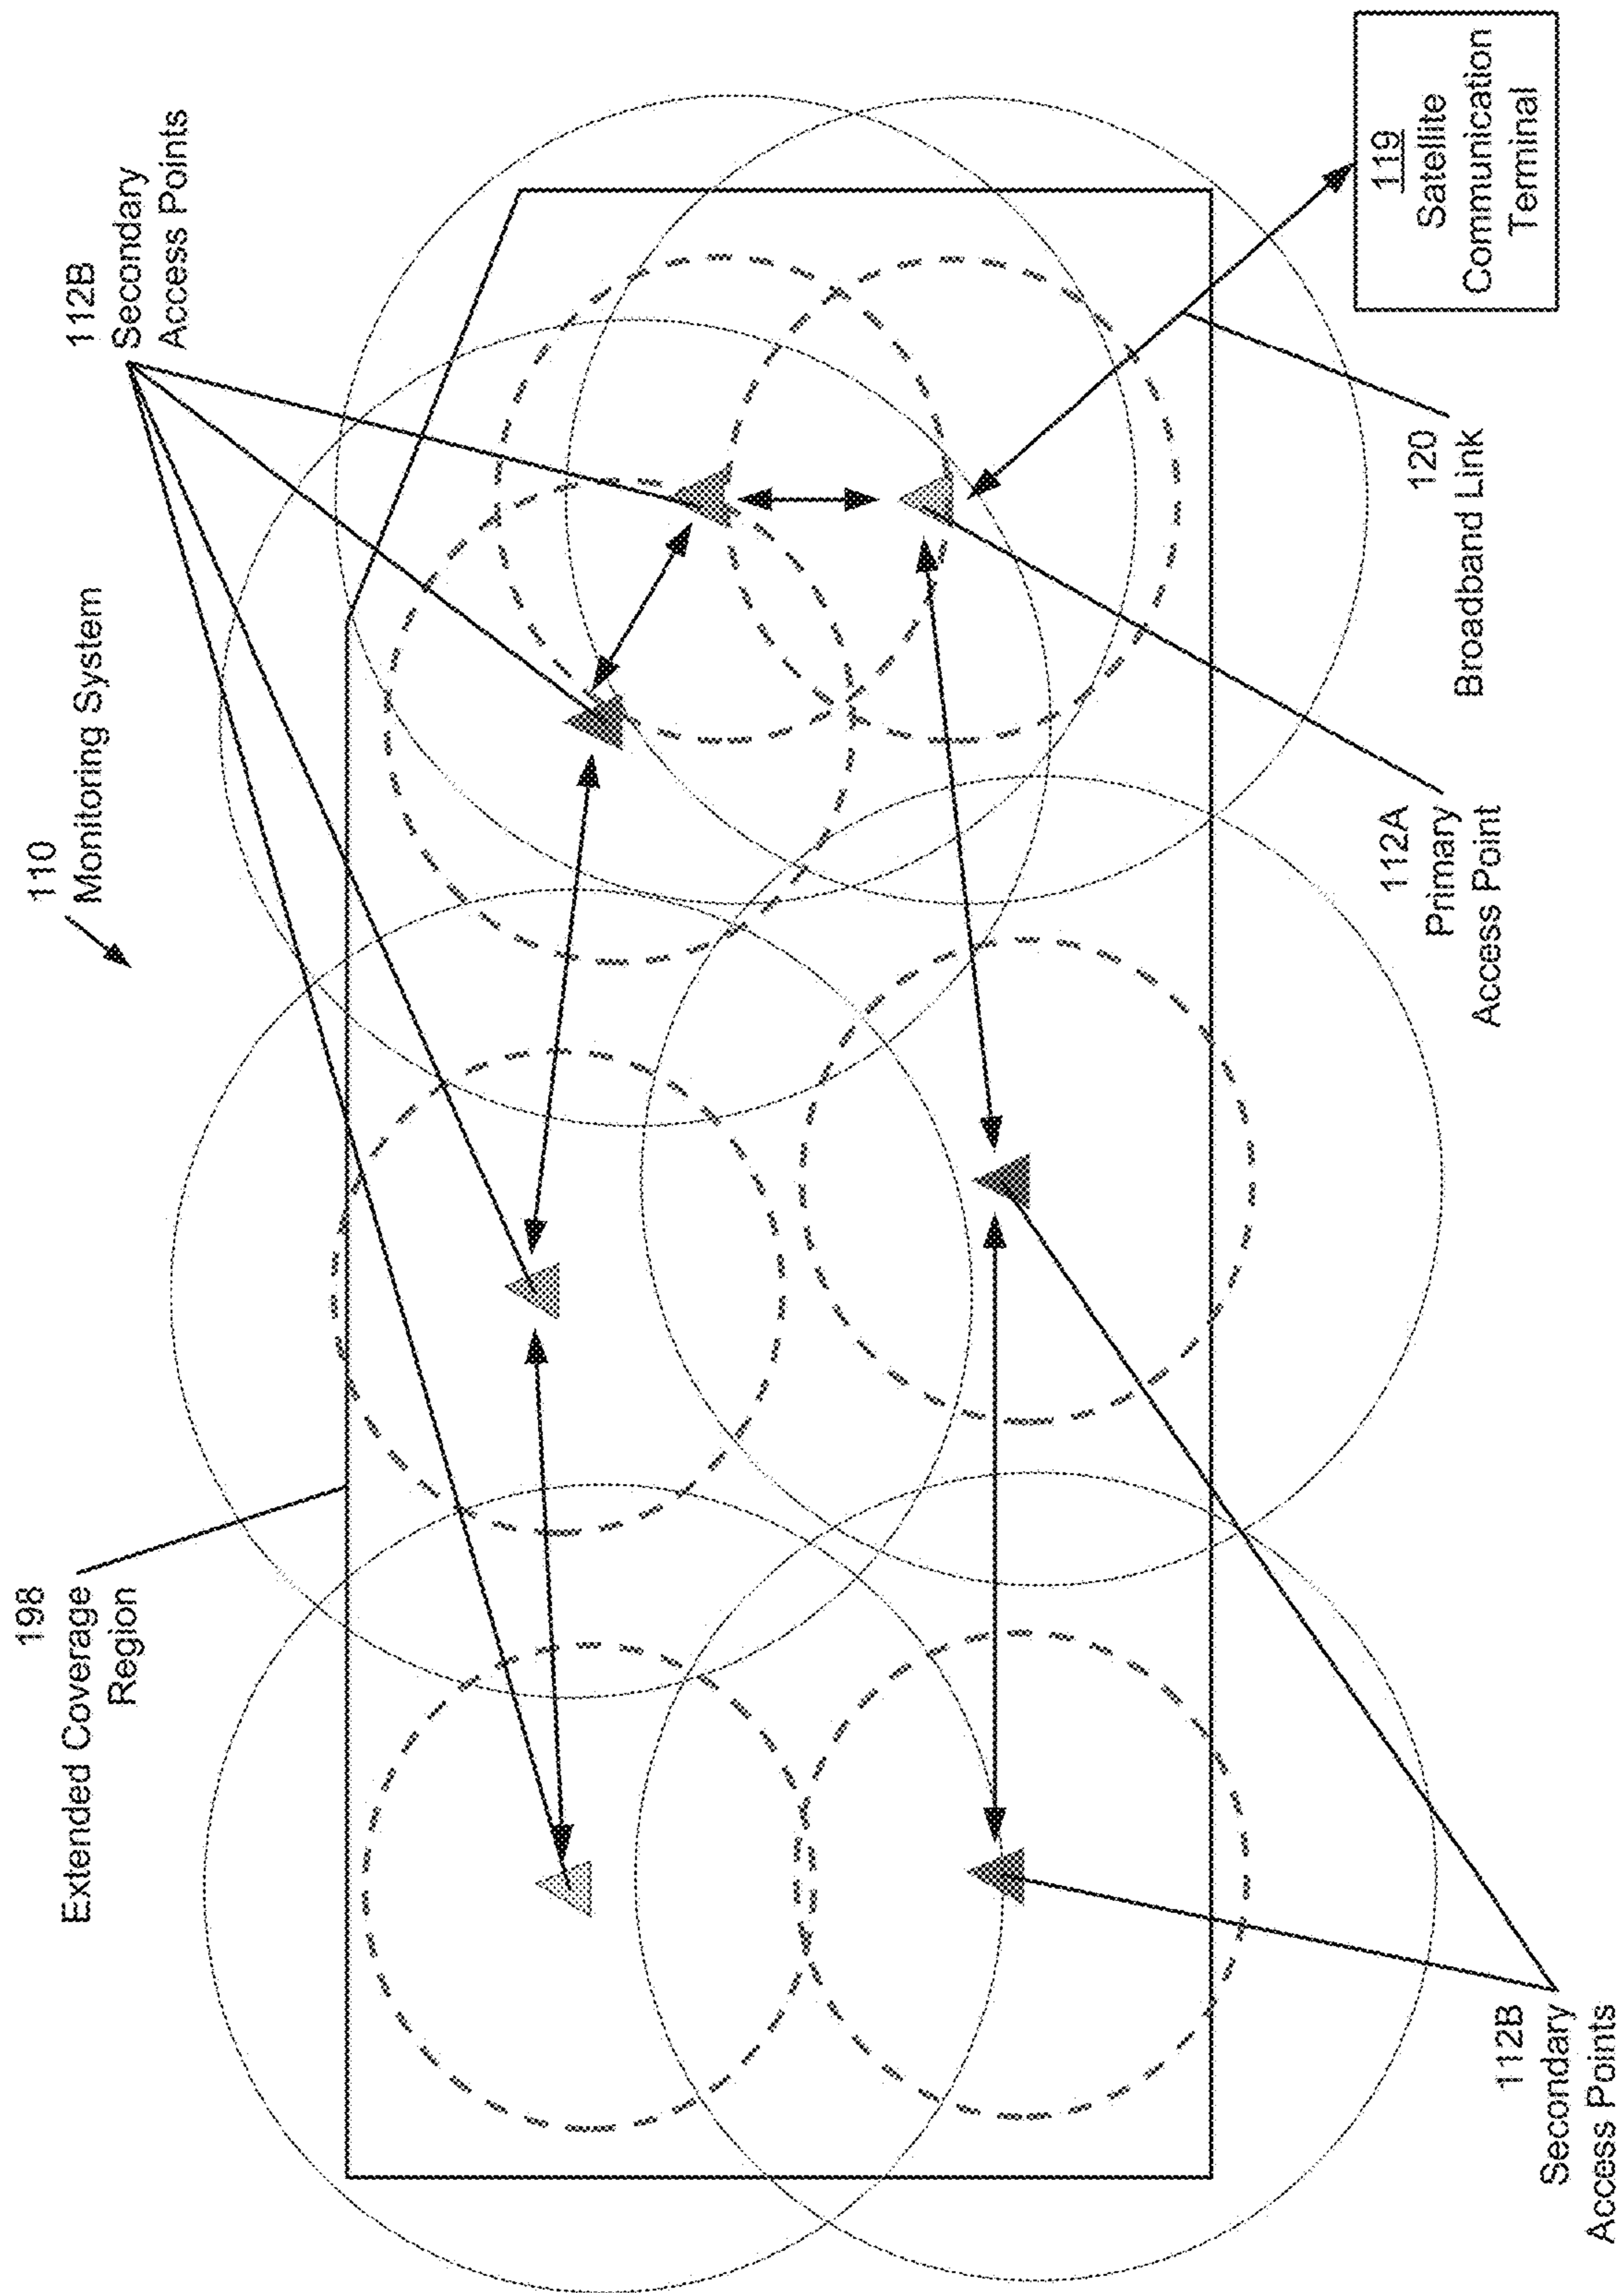 110
Monitoring System
198
Extended Coverage
Region
112B
Secondary
Access Points
112B
Secondary
Access Points
112A
Primary
Access Point
120
Broadband Link
119
Satellite
Communication
Terminal